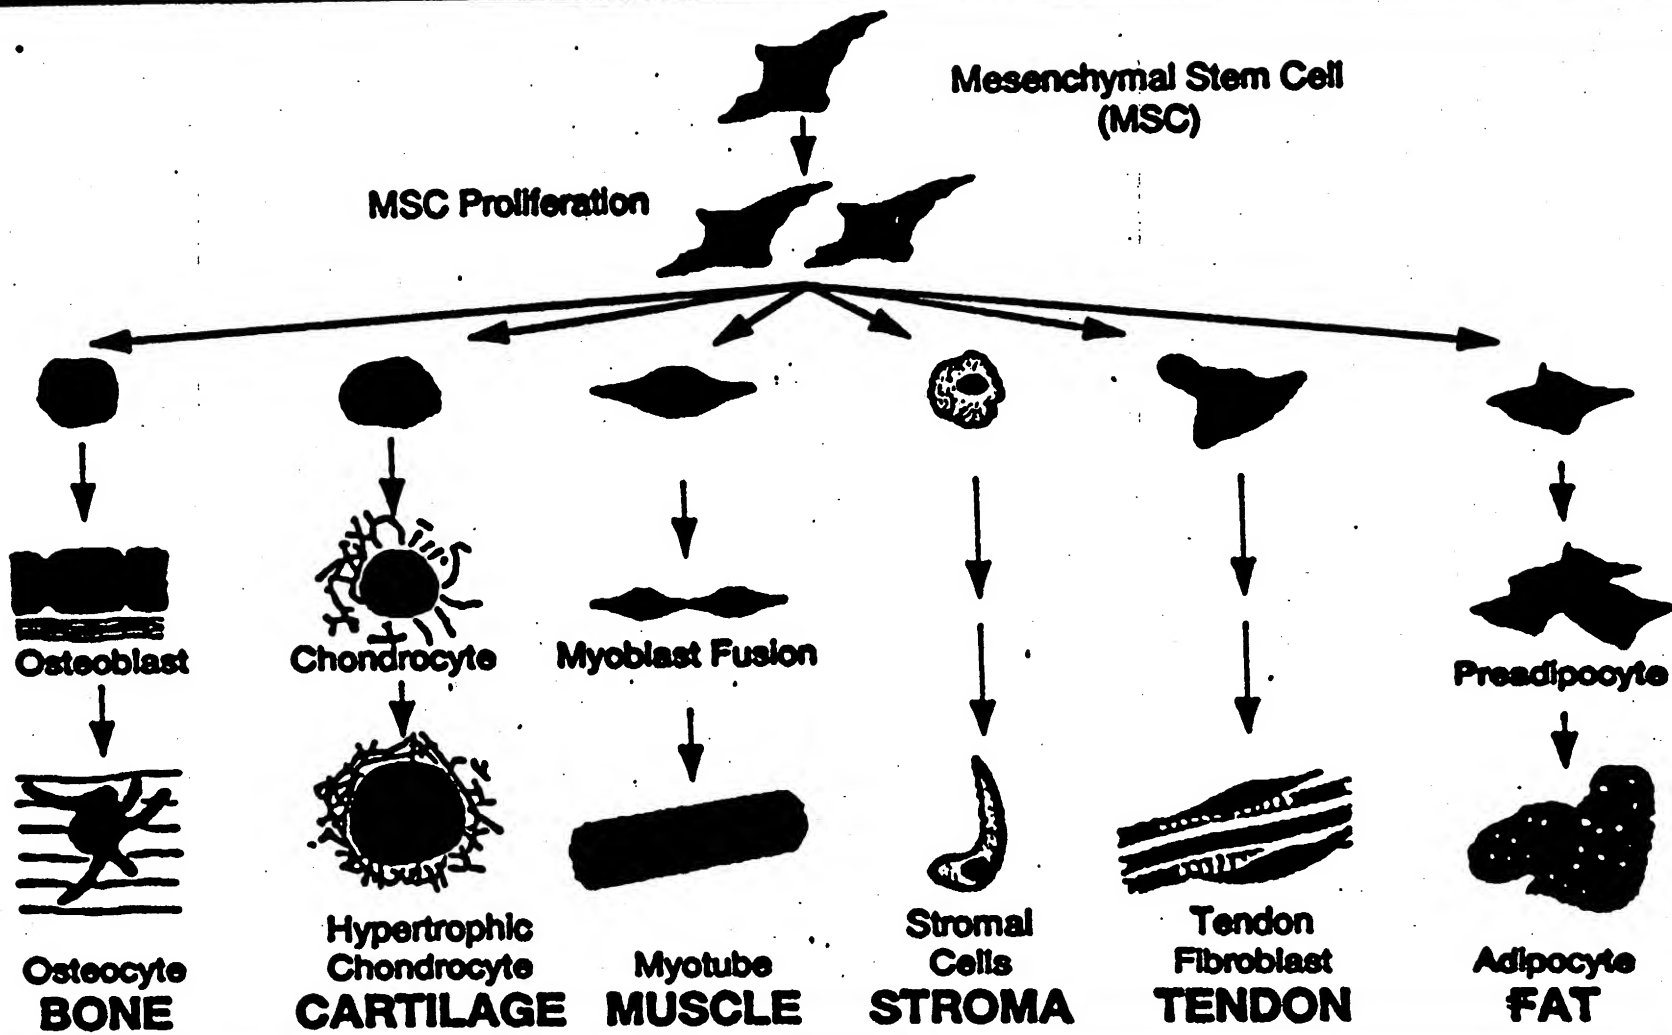 Mesenchymal Stem Cell
(MSC)
MSC Proliferation
Osteoblast
Chondrocyte
Myoblast Fusion
Preadipocyte
Osteocyte
BONE
Hypertrophic
Chondrocyte
CARTILAGE
Myotube
MUSCLE
Stromal
Cells
STROMA
Tendon
Fibroblast
TENDON
Adipocyte
FAT